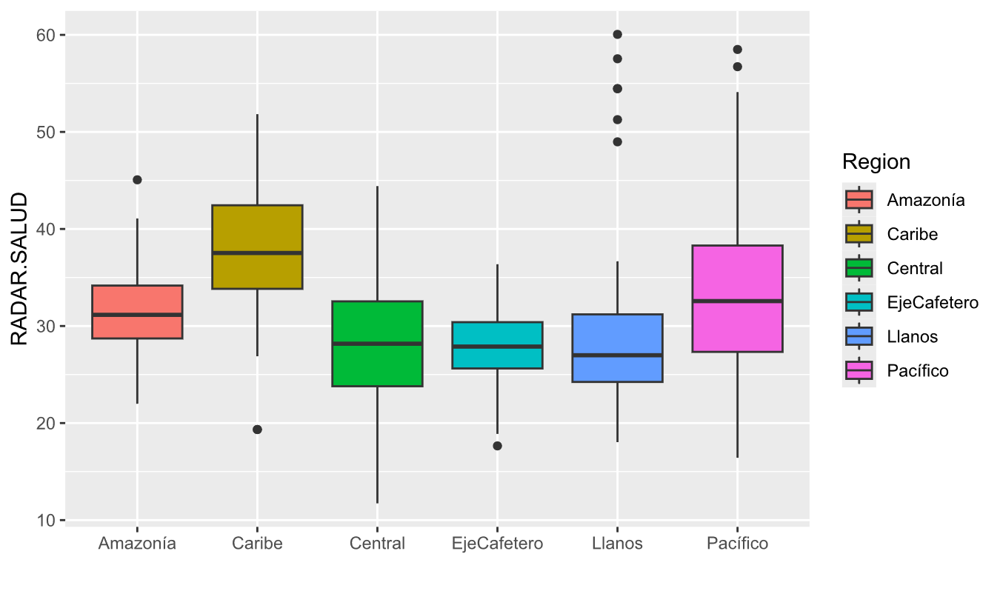 RADAR.SALUD
60
50
40
30
20
10
Amazonía
Caribe
Central
EjeCafetero
Llanos
Pacífico
Region
Amazonía
Caribe
Central
EjeCafetero
Llanos
Pacífico